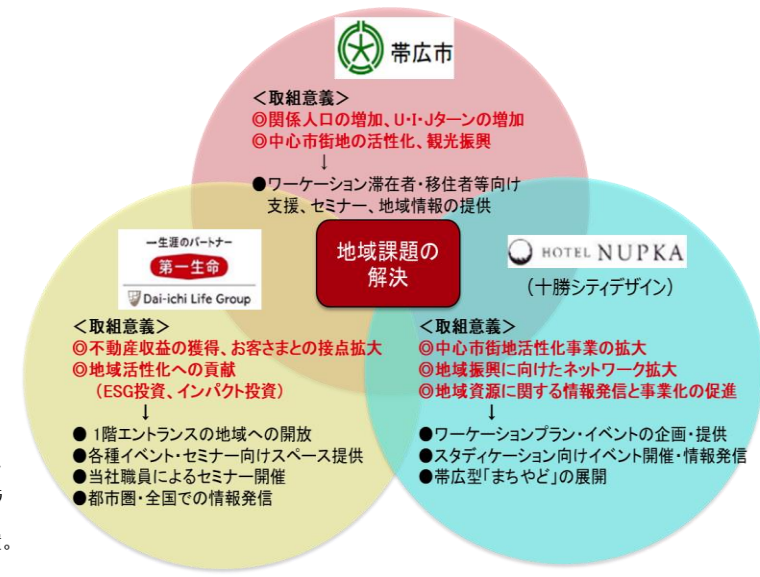 帯広市
＜取組意義＞
◎関係人口の増加、U・I・Jターンの増加
◎中心市街地の活性化、観光振興
↓
●ワーケーション滞在者・移住者等向け
支援、セミナー、地域情報の提供
地域課題の
解決
一生涯のパートナー
第一生命
Dai-ichi Life Group
＜取組意義＞
◎不動産収益の獲得、お客さまとの接点拡大
◎地域活性化への貢献
（ESG投資、インパクト投資）
↓
● 1階エントランスの地域への開放
●各種イベント・セミナー向けスペース提供
●当社職員によるセミナー開催
●都市圏・全国での情報発信
HOTEL NUPKA
（十勝シティデザイン）
＜取組意義＞
◎中心市街地活性化事業の拡大
◎地域振興に向けたネットワーク拡大
◎地域資源に関する情報発信と事業化の促進
↓
●ワーケーションプラン・イベントの企画・提供
●スタディケーション向けイベント開催・情報発信
●帯広型「まちやど」の展開